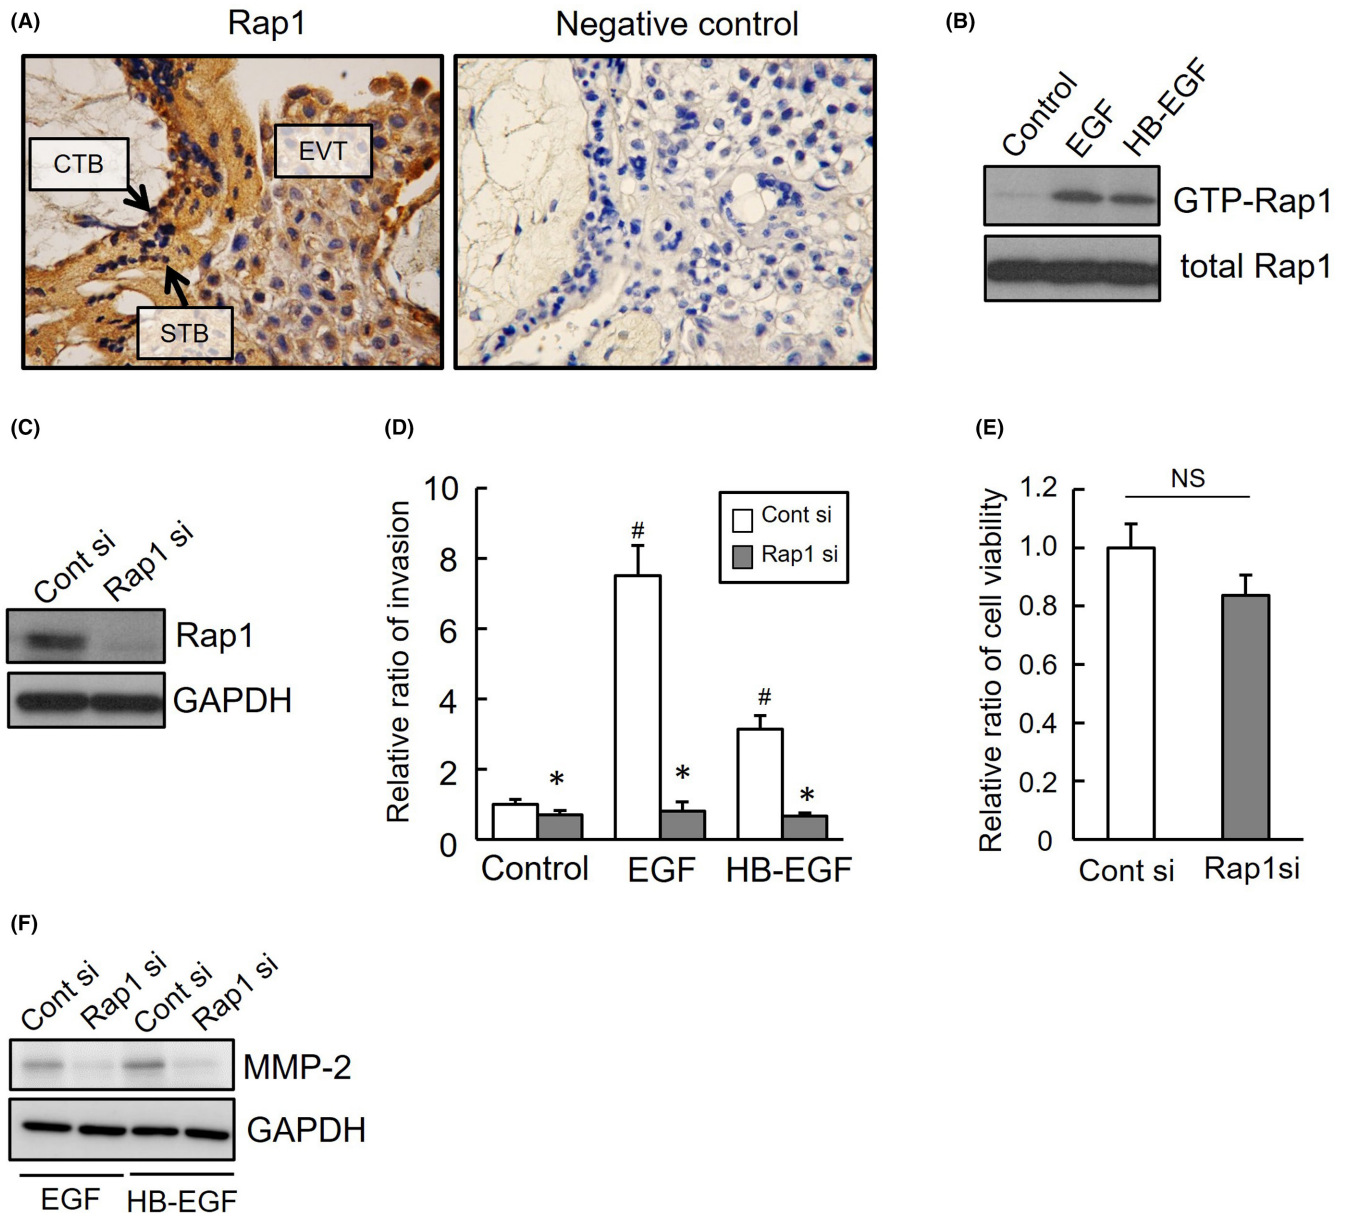 (A)
Rap1
Negative control
CTB
EVT
STB
(B)
Control
EGF
HB-EGF
GTP-Rap1
total Rap1
(C)
Cont si
Rap1 si
Rap1
GAPDH
(D)
Relative ratio of invasion
10
8
6
4
2
0
#
#
*
*
*
Cont si
Rap1 si
Control
EGF
HB-EGF
(E)
Relative ratio of cell viability
1.2
1.0
0.8
0.6
0.4
0.2
0
NS
Cont si
Rap1si
(F)
Cont si
Rap1 si
Cont si
Rap1 si
MMP-2
GAPDH
EGF
HB-EGF